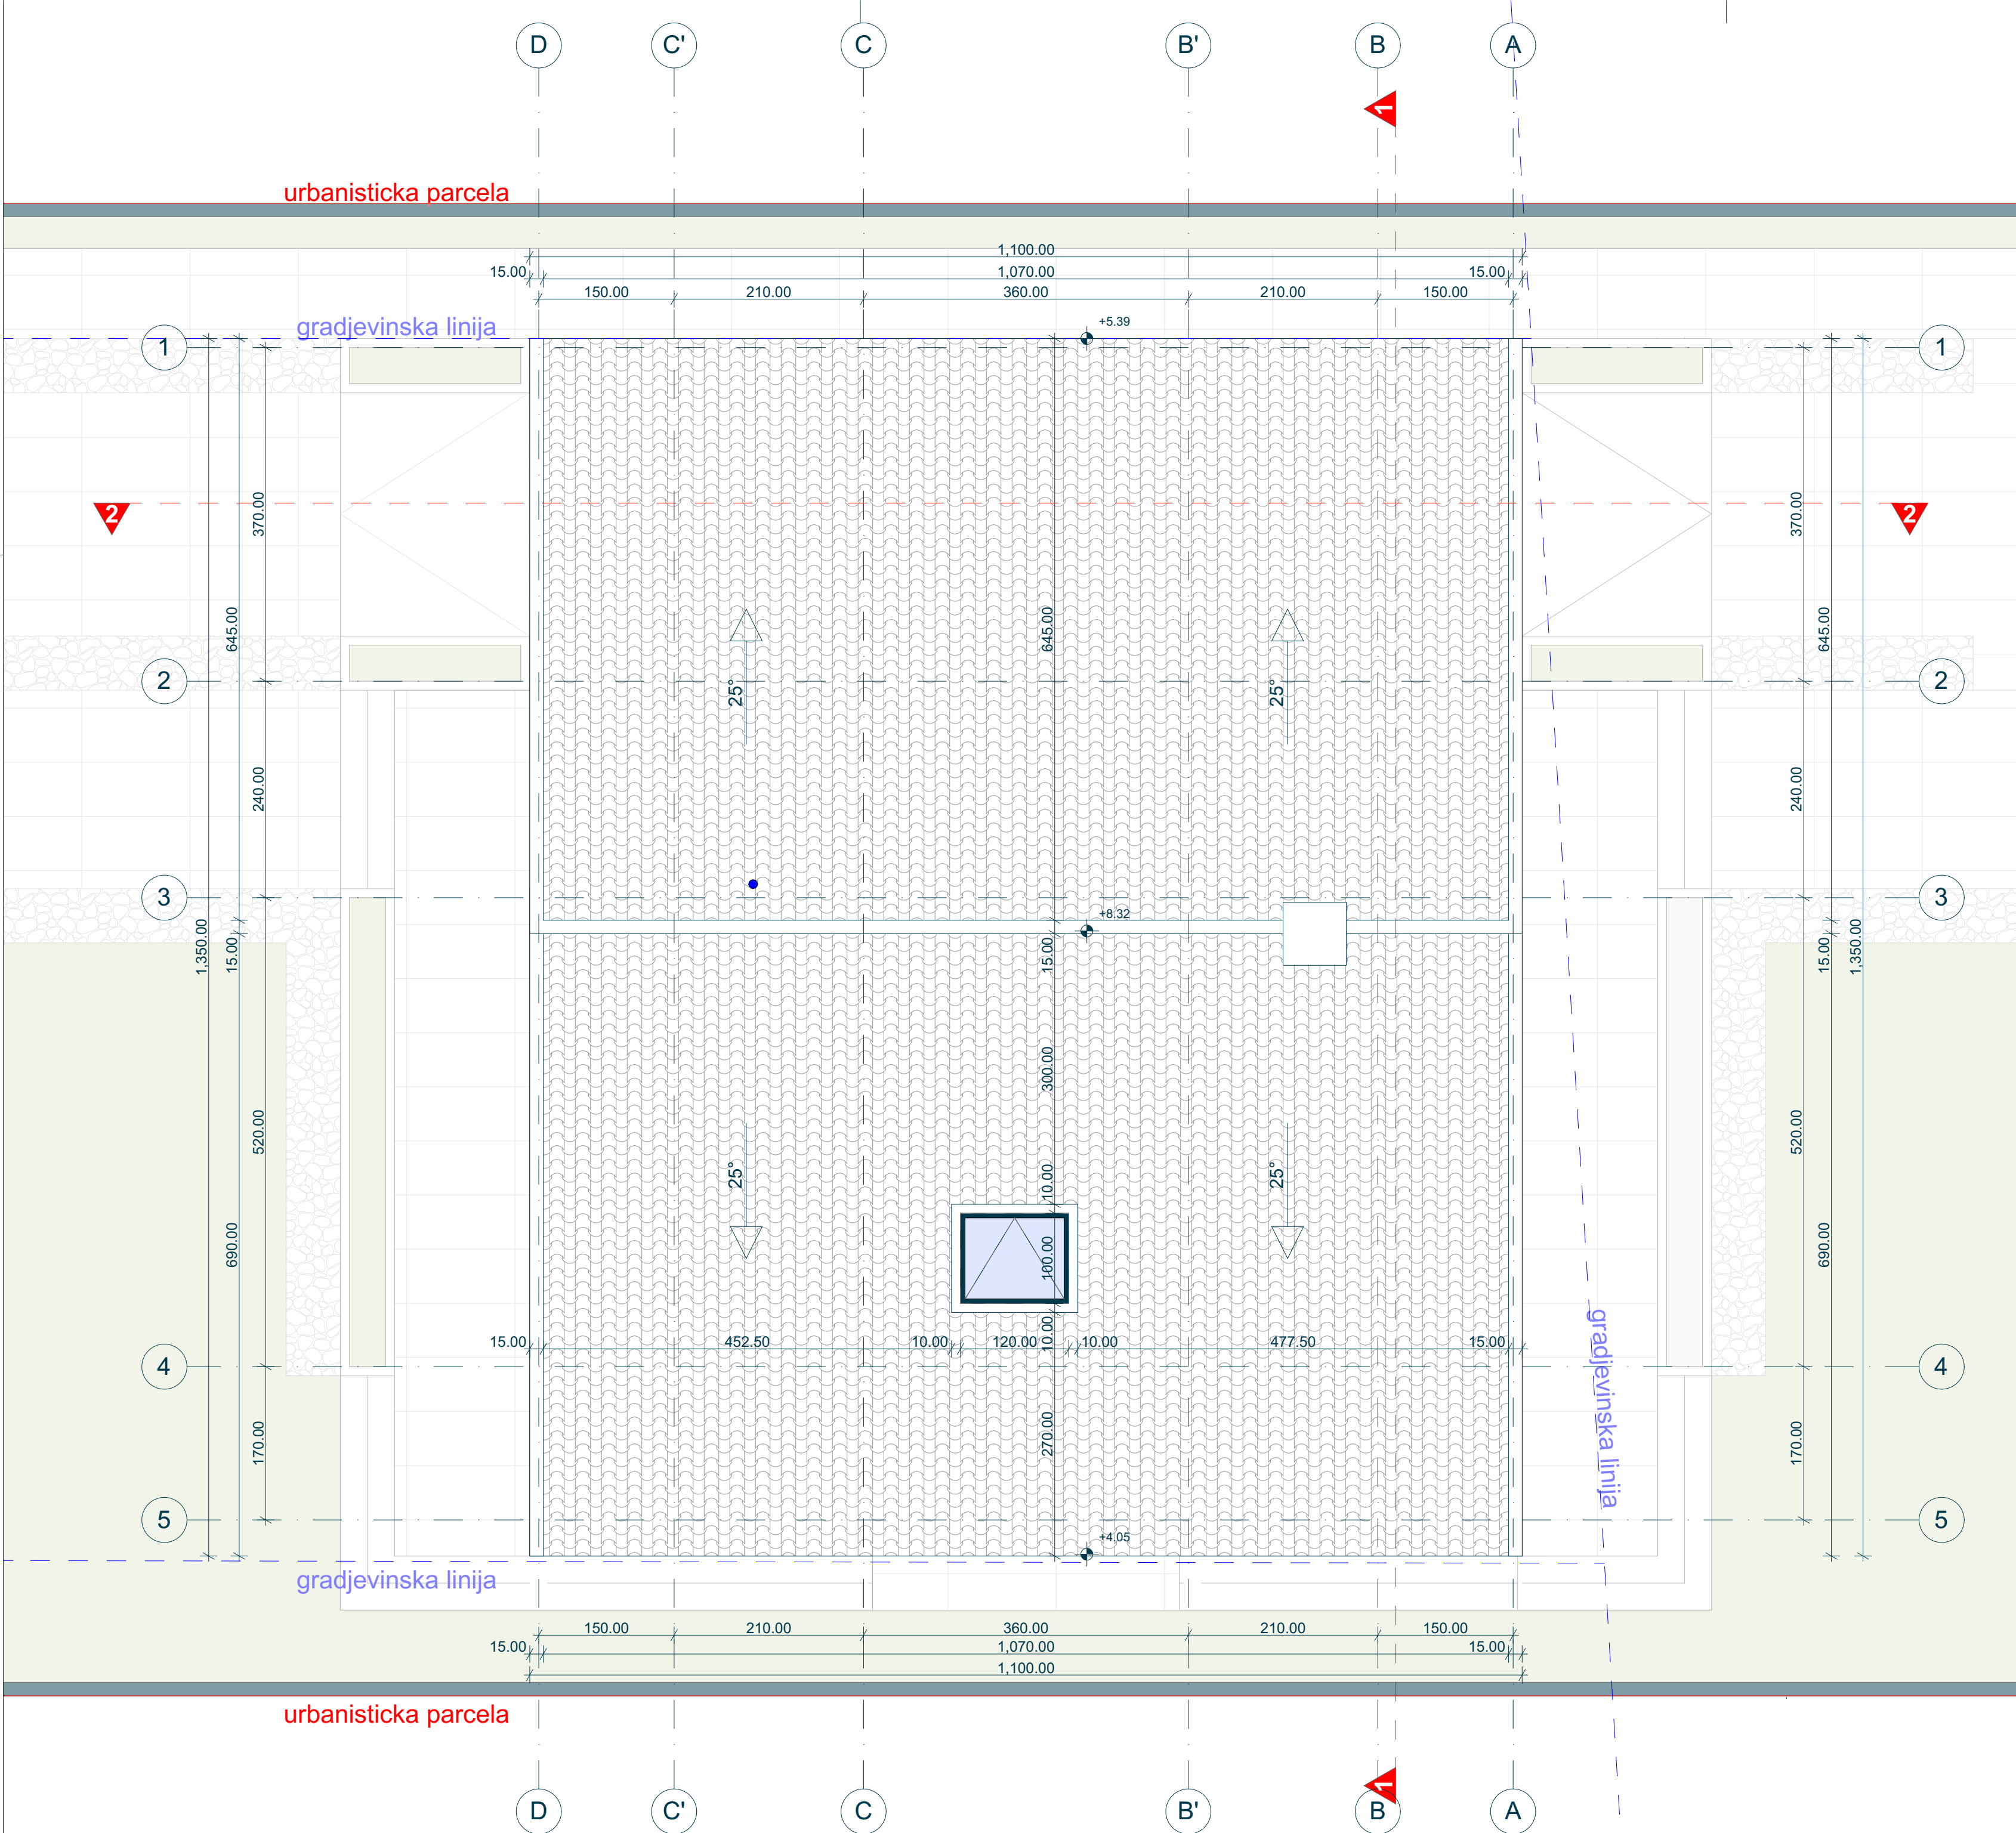 D C' C B' B A
1
urbanisticka parcela
1,100.00
15.00 1,070.00 15.00
150.00 210.00 360.00 210.00 150.00
+5.39
gradjevinska linija
1 1
370.00 370.00
2 2
645.00 645.00 645.00
25° 25°
2 2
240.00 240.00
3 3
+8.32
1,350.00 15.00 15.00 15.00 1,350.00
300.00
520.00 520.00
25° 10.00 25°
690.00 100.00 690.00
15.00 452.50 10.00 120.00 10.00 10.00 477.50 15.00
gradjevinska linija
4 4
170.00 270.00 170.00
5 5
+4.05
gradjevinska linija
150.00 210.00 360.00 210.00 150.00
15.00 1,070.00 15.00
1,100.00
urbanisticka parcela
1
D C' C B' B A